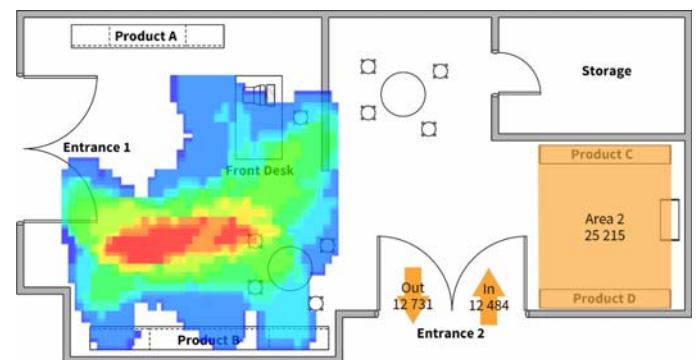 Product A
Storage
Entrance 1
Product C
Front Desk
Area 2
25 215
Out
12 731
In
12 484
Product D
Entrance 2
Product B